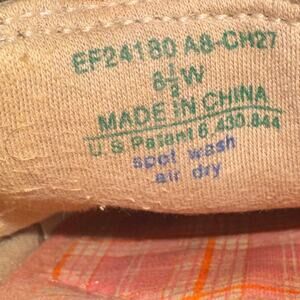 EF24180 A8-CH27
8½W
MADE IN CHINA
U.S Patent 6,430,844
spot wash
air dry